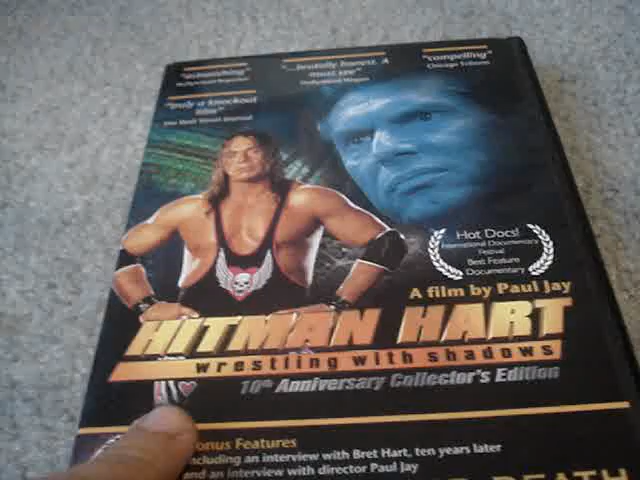 "astonishing"
"...brutally honest. A
must see"
"compelling"
Chicago Tribune
"truly a knockout
film"
Hot Docs!
International Documentary
Festival
Best Feature
Documentary
A film by Paul Jay
HITMAN HART
wrestling with shadows
10th Anniversary Collector's Edition
onus Features
ncluding an interview with Bret Hart, ten years later
and an interview with director Paul Jay
DEATH